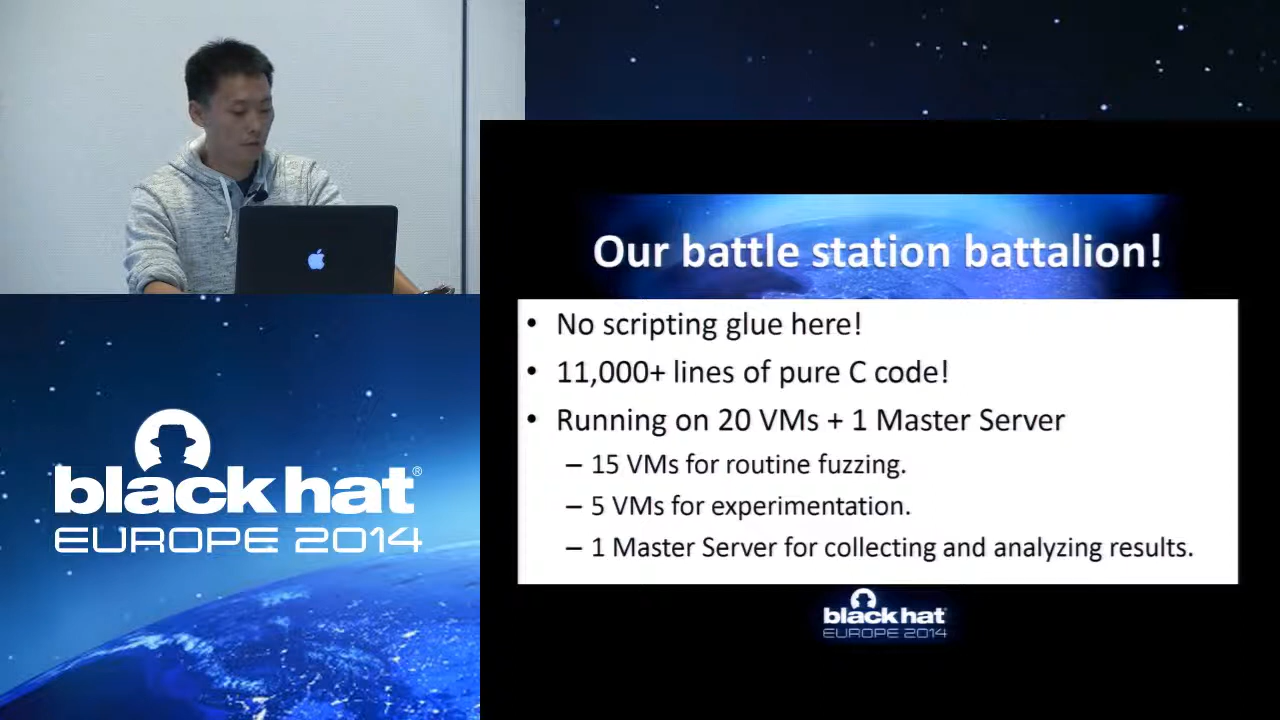 Our battle station battalion!
• No scripting glue here!
• 11,000+ lines of pure C code!
• Running on 20 VMs + 1 Master Server
– 15 VMs for routine fuzzing.
– 5 VMs for experimentation.
– 1 Master Server for collecting and analyzing results.
black hat®
EUROPE 2014
black hat
EUROPE 2014